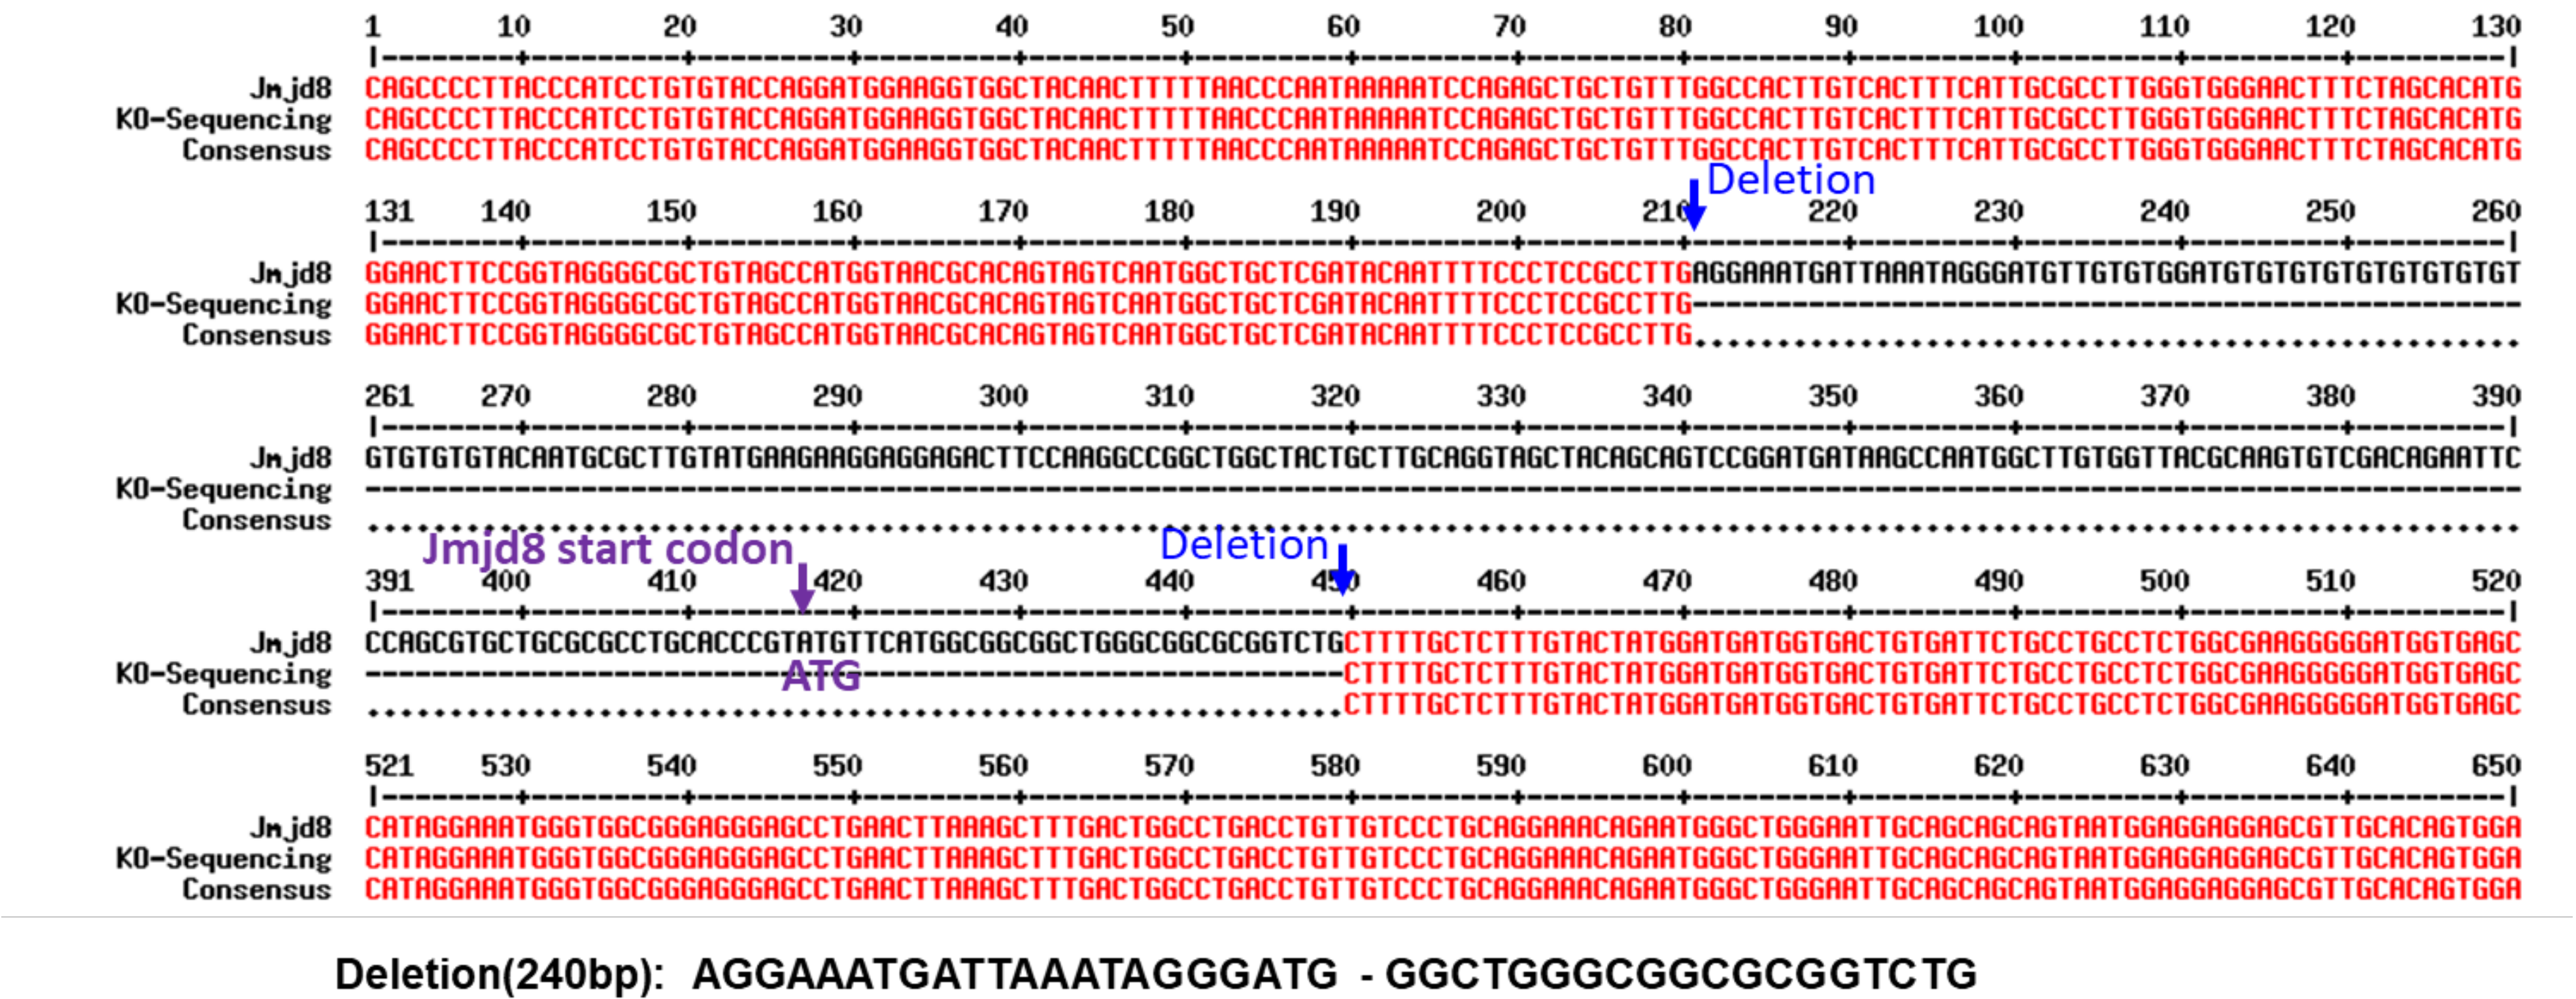 1 10 20 30 40 50 60 70 80 90 100 110 120 130
|--------+---------+---------+---------+---------+---------+---------+---------+---------+---------+---------+---------+---------|
Jmjd8 CAGCCCCTTACCCATCCTGTGTACCAGGATGGAAGGTGGCTACAACTTTTTAACCCAATAAAAATCCAGAGCTGCTGTTTGGCCACTTGTCACTTTCATTGCGCCTTGGGTGGGAACTTTCTAGCACATG
KO-Sequencing CAGCCCCTTACCCATCCTGTGTACCAGGATGGAAGGTGGCTACAACTTTTTAACCCAATAAAAATCCAGAGCTGCTGTTTGGCCACTTGTCACTTTCATTGCGCCTTGGGTGGGAACTTTCTAGCACATG
Consensus CAGCCCCTTACCCATCCTGTGTACCAGGATGGAAGGTGGCTACAACTTTTTAACCCAATAAAAATCCAGAGCTGCTGTTTGGCCACTTGTCACTTTCATTGCGCCTTGGGTGGGAACTTTCTAGCACATG
Deletion
131 140 150 160 170 180 190 200 210 220 230 240 250 260
|--------+---------+---------+---------+---------+---------+---------+---------+---------+---------+---------+---------+---------|
Jmjd8 GGAACTTCCGGTAGGGGCGCTGTAGCCATGGTAACGCACAGTAGTCAATGGCTGCTCGATACAATTTTCCCTCCGCCTTGAGGAAATGATTAAATAGGGATGTTGTGTGGATGTGTGTGTGTGTGTGTGT
KO-Sequencing GGAACTTCCGGTAGGGGCGCTGTAGCCATGGTAACGCACAGTAGTCAATGGCTGCTCGATACAATTTTCCCTCCGCCTTG--------------------------------------------------
Consensus GGAACTTCCGGTAGGGGCGCTGTAGCCATGGTAACGCACAGTAGTCAATGGCTGCTCGATACAATTTTCCCTCCGCCTTG..................................................
261 270 280 290 300 310 320 330 340 350 360 370 380 390
|--------+---------+---------+---------+---------+---------+---------+---------+---------+---------+---------+---------+---------|
Jmjd8 GTGTGTGTACAATGCGCTTGTATGAAGAAGGAGGAGACTTCCAAGGCCGGCTGGCTACTGCTTGCAGGTAGCTACAGCAGTCCGGATGATAAGCCAATGGCTTGTGGTTACGCAAGTGTCGACAGAATTC
KO-Sequencing ----------------------------------------------------------------------------------------------------------------------------------
Consensus ..................................................................................................................................
Jmjd8 start codon Deletion
391 400 410 420 430 440 450 460 470 480 490 500 510 520
|--------+---------+---------+---------+---------+---------+---------+---------+---------+---------+---------+---------+---------|
Jmjd8 CCAGCGTGCTGCGCGCCTGCACCCGTATGTTCATGGCGGCGGCTGGGCGGCGCGGTCTGCTTTTGCTCTTTGTACTATGGATGATGGTGACTGTGATTCTGCCTGCCTCTGGCGAAGGGGGATGGTGAGC
KO-Sequencing -----------------------------------------------------------CTTTTGCTCTTTGTACTATGGATGATGGTGACTGTGATTCTGCCTGCCTCTGGCGAAGGGGGATGGTGAGC
ATG
Consensus ...........................................................CTTTTGCTCTTTGTACTATGGATGATGGTGACTGTGATTCTGCCTGCCTCTGGCGAAGGGGGATGGTGAGC
521 530 540 550 560 570 580 590 600 610 620 630 640 650
|--------+---------+---------+---------+---------+---------+---------+---------+---------+---------+---------+---------+---------|
Jmjd8 CATAGGAAATGGGTGGCGGGAGGGAGCCTGAACTTAAAGCTTTGACTGGCCTGACCTGTTGTCCCTGCAGGAAACAGAATGGGCTGGGAATTGCAGCAGCAGTAATGGAGGAGGAGCGTTGCACAGTGGA
KO-Sequencing CATAGGAAATGGGTGGCGGGAGGGAGCCTGAACTTAAAGCTTTGACTGGCCTGACCTGTTGTCCCTGCAGGAAACAGAATGGGCTGGGAATTGCAGCAGCAGTAATGGAGGAGGAGCGTTGCACAGTGGA
Consensus CATAGGAAATGGGTGGCGGGAGGGAGCCTGAACTTAAAGCTTTGACTGGCCTGACCTGTTGTCCCTGCAGGAAACAGAATGGGCTGGGAATTGCAGCAGCAGTAATGGAGGAGGAGCGTTGCACAGTGGA
Deletion(240bp): AGGAAATGATTAAATAGGGATG - GGCTGGGCGGCGCGGTCTG